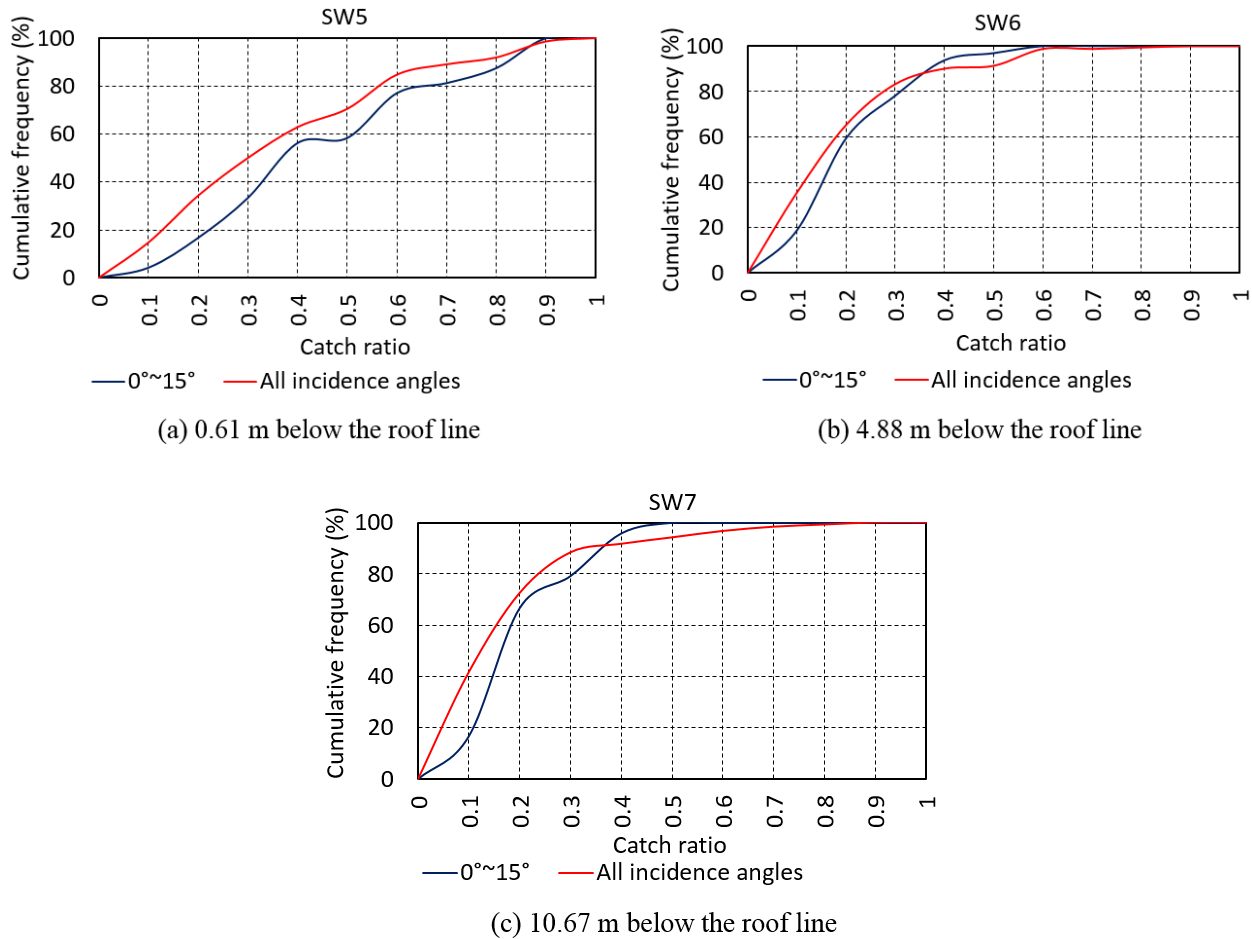 SW5
Cumulative frequency (%)
100
80
60
40
20
0
0 0.1 0.2 0.3 0.4 0.5 0.6 0.7 0.8 0.9 1
Catch ratio
0°~15° All incidence angles
(a) 0.61 m below the roof line
SW6
Cumulative frequency (%)
100
80
60
40
20
0
0 0.1 0.2 0.3 0.4 0.5 0.6 0.7 0.8 0.9 1
Catch ratio
0°~15° All incidence angles
(b) 4.88 m below the roof line
SW7
Cumulative frequency (%)
100
80
60
40
20
0
0 0.1 0.2 0.3 0.4 0.5 0.6 0.7 0.8 0.9 1
Catch ratio
0°~15° All incidence angles
(c) 10.67 m below the roof line